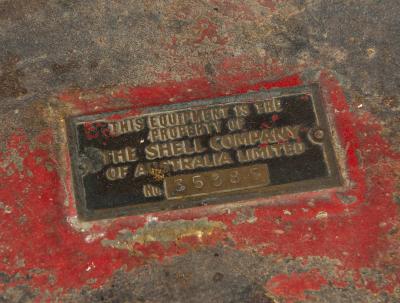 THIS EQUIPMENT IS THE
PROPERTY OF
THE SHELL COMPANY
OF AUSTRALIA LIMITED
No